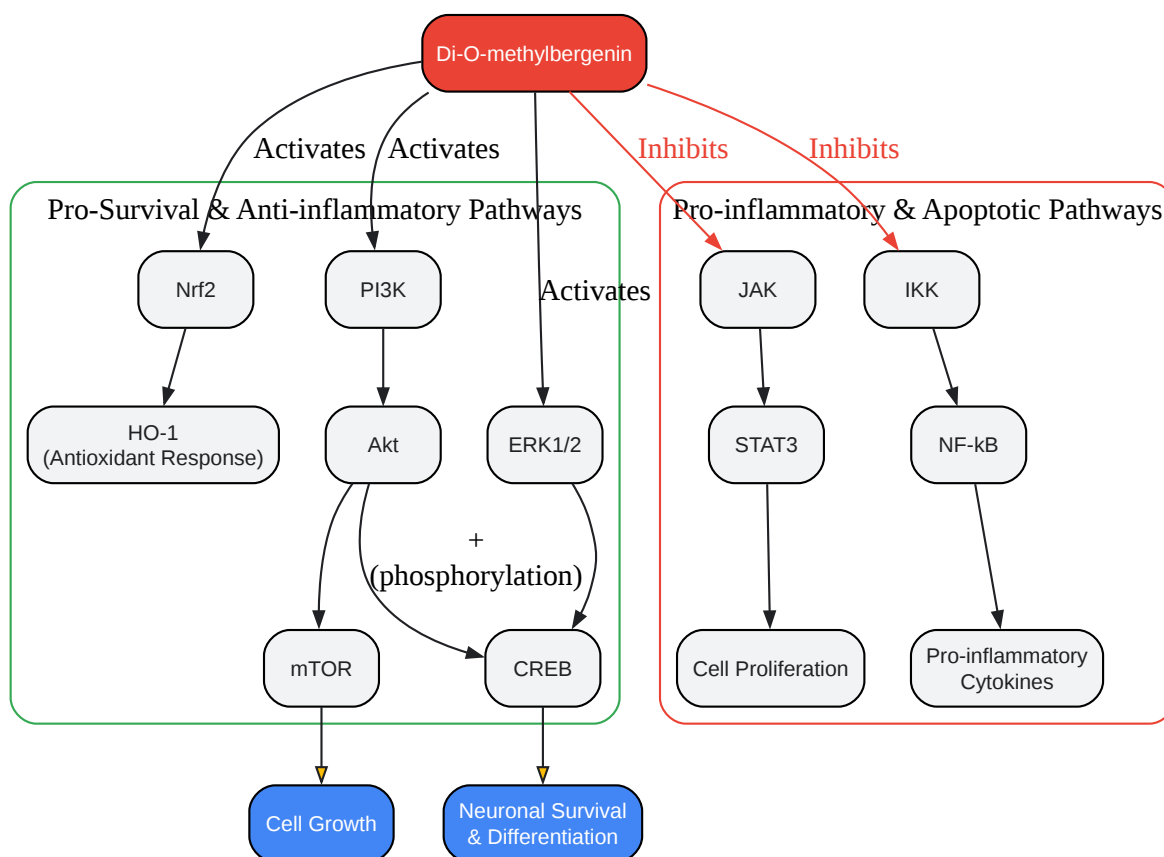 Di-O-methylbergenin
Activates
Activates
Inhibits
Inhibits
Pro-Survival & Anti-inflammatory Pathways
Pro-inflammatory & Apoptotic Pathways
Nrf2
PI3K
Activates
JAK
IKK
HO-1
(Antioxidant Response)
Akt
ERK1/2
STAT3
NF-kB
+
(phosphorylation)
mTOR
CREB
Cell Proliferation
Pro-inflammatory
Cytokines
Cell Growth
Neuronal Survival
& Differentiation